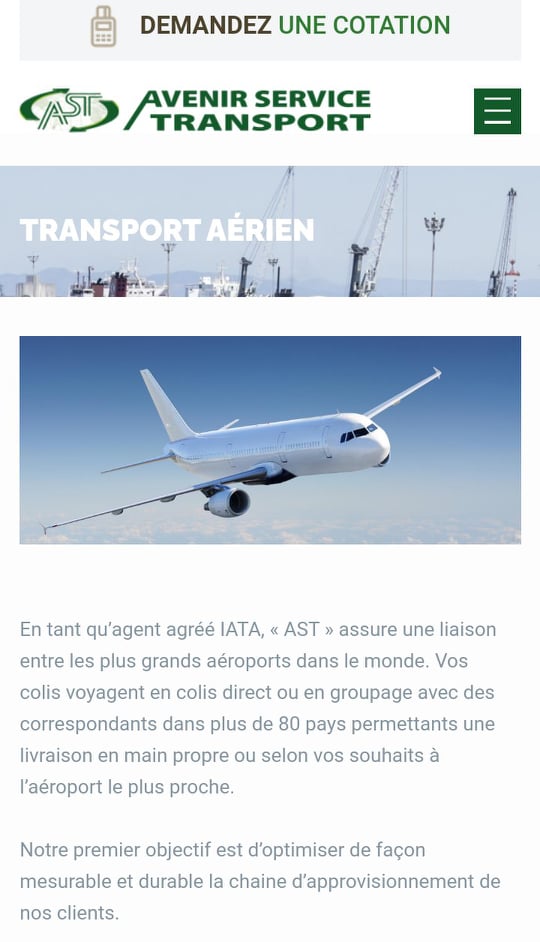 DEMANDEZ UNE COTATION
AST AVENIR SERVICE
TRANSPORT
TRANSPORT AÉRIEN
En tant qu’agent agréé IATA, « AST » assure une liaison
entre les plus grands aéroports dans le monde. Vos
colis voyagent en colis direct ou en groupage avec des
correspondants dans plus de 80 pays permettants une
livraison en main propre ou selon vos souhaits à
l’aéroport le plus proche.
Notre premier objectif est d’optimiser de façon
mesurable et durable la chaine d’approvisionnement de
nos clients.